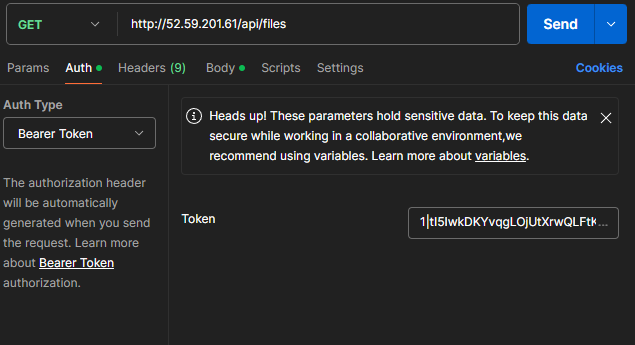 GET http://52.59.201.61/api/files Send
Params Auth Headers (9) Body Scripts Settings Cookies
Auth Type
Bearer Token
The authorization header
will be automatically
generated when you send
the request. Learn more
about Bearer Token
authorization.
Heads up! These parameters hold sensitive data. To keep this data
secure while working in a collaborative environment,we
recommend using variables. Learn more about variables.
Token